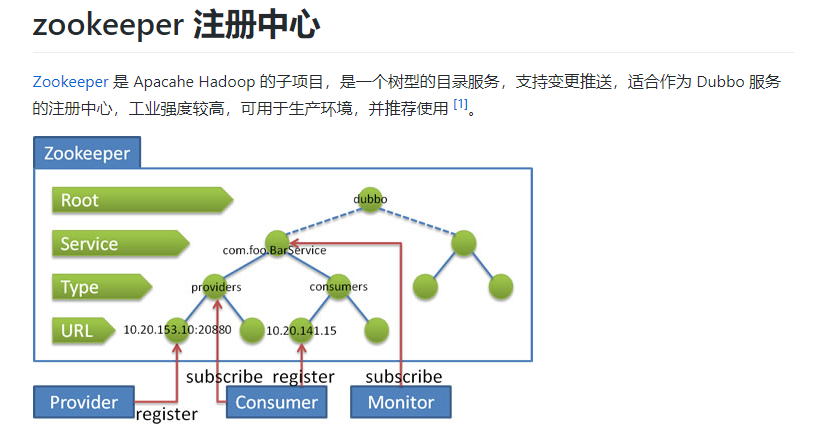 zookeeper 注册中心
Zookeeper 是 Apacahe Hadoop 的子项目，是一个树型的目录服务，支持变更推送，适合作为 Dubbo 服务
的注册中心，工业强度较高，可用于生产环境，并推荐使用 [1]。
Zookeeper
Root
dubbo
Service
com.foo.BarService
Type
providers
consumers
URL
10.20.153.10:20880
10.20.141.15
subscribe
register
subscribe
Provider
register
Consumer
Monitor